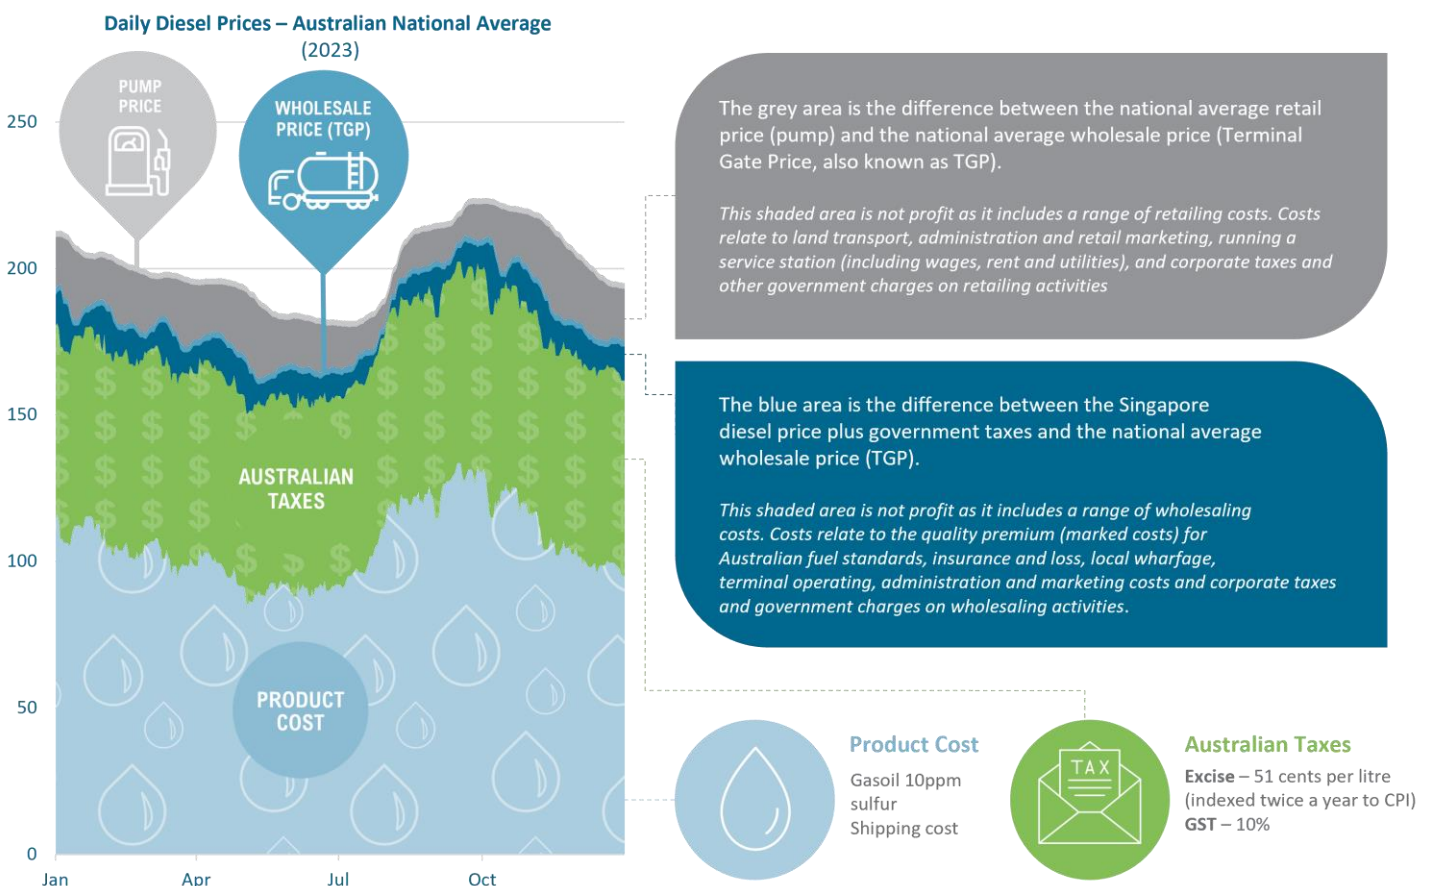 Daily Diesel Prices – Australian National Average
(2023)
PUMP
PRICE
WHOLESALE
PRICE (TGP)
250
200
150
100
50
0
Jan
Apr
Jul
Oct
AUSTRALIAN
TAXES
PRODUCT
COST
The grey area is the difference between the national average retail
price (pump) and the national average wholesale price (Terminal
Gate Price, also known as TGP).
This shaded area is not profit as it includes a range of retailing costs. Costs
relate to land transport, administration and retail marketing, running a
service station (including wages, rent and utilities), and corporate taxes and
other government charges on retailing activities
The blue area is the difference between the Singapore
diesel price plus government taxes and the national average
wholesale price (TGP).
This shaded area is not profit as it includes a range of wholesaling
costs. Costs relate to the quality premium (marked costs) for
Australian fuel standards, insurance and loss, local wharfage,
terminal operating, administration and marketing costs and corporate taxes
and government charges on wholesaling activities.
Product Cost
Gasoil 10ppm
sulfur
Shipping cost
TAX
Australian Taxes
Excise – 51 cents per litre
(indexed twice a year to CPI)
GST – 10%